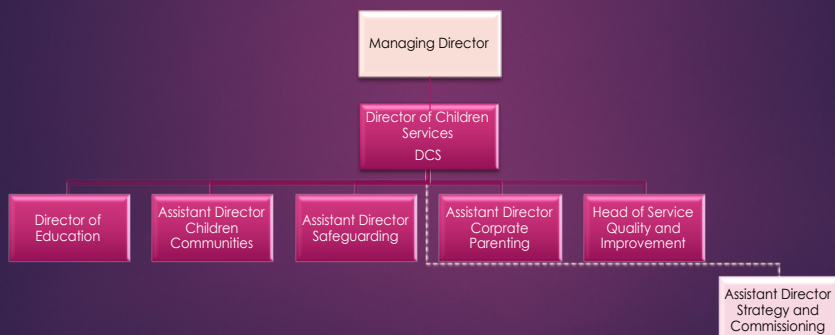 Managing Director
Director of Children
Services
DCS
Director of
Education
Assistant Director
Children
Communities
Assistant Director
Safeguarding
Assistant Director
Corprate
Parenting
Head of Service
Quality and
Improvement
Assistant Director
Strategy and
Commissioning